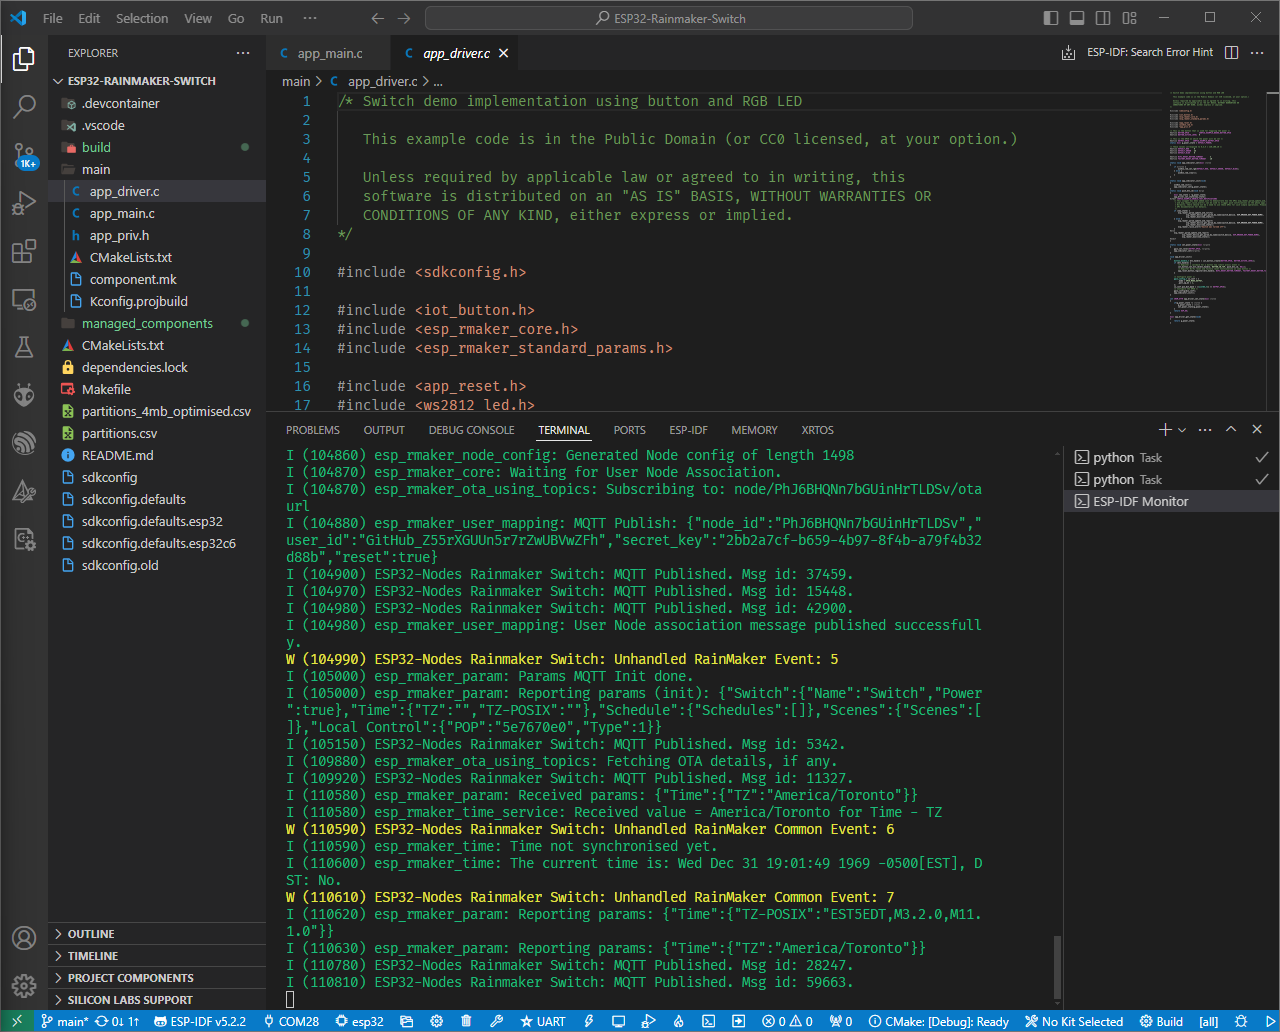 File Edit Selection View Go Run ··· ESP32-Rainmaker-Switch
EXPLORER
ESP32-RAINMAKER-SWITCH
.devcontainer
.vscode
build
main
app_driver.c
app_main.c
app_priv.h
CMakeLists.txt
component.mk
Kconfig.projbuild
managed_components
CMakeLists.txt
dependencies.lock
Makefile
partitions_4mb_optimised.csv
partitions.csv
README.md
sdkconfig
sdkconfig.defaults
sdkconfig.defaults.esp32
sdkconfig.defaults.esp32c6
sdkconfig.old
OUTLINE
TIMELINE
PROJECT COMPONENTS
SILICON LABS SUPPORT
1K+
app_main.c app_driver.c ESP-IDF: Search Error Hint
main > app_driver.c > ...
1 /* Switch demo implementation using button and RGB LED
2
3 This example code is in the Public Domain (or CC0 licensed, at your option.)
4
5 Unless required by applicable law or agreed to in writing, this
6 software is distributed on an "AS IS" BASIS, WITHOUT WARRANTIES OR
7 CONDITIONS OF ANY KIND, either express or implied.
8 */
9
10 #include <sdkconfig.h>
11
12 #include <iot_button.h>
13 #include <esp_rmaker_core.h>
14 #include <esp_rmaker_standard_params.h>
15
16 #include <app_reset.h>
17 #include <ws2812_led.h>
PROBLEMS OUTPUT DEBUG CONSOLE TERMINAL PORTS ESP-IDF MEMORY XRTOS
I (104860) esp_rmaker_node_config: Generated Node config of length 1498
I (104870) esp_rmaker_core: Waiting for User Node Association.
I (104870) esp_rmaker_ota_using_topics: Subscribing to: node/PhJ6BHQNn7bGUinHrTLDSv/ota
url
I (104880) esp_rmaker_user_mapping: MQTT Publish: {"node_id":"PhJ6BHQNn7bGUinHrTLDSv","
user_id":"GitHub_Z55rXGUUn5r7rZwUBVwZFh","secret_key":"2bb2a7cf-b659-4b97-8f4b-a79f4b32
d88b","reset":true}
I (104900) ESP32-Nodes Rainmaker Switch: MQTT Published. Msg id: 37459.
I (104970) ESP32-Nodes Rainmaker Switch: MQTT Published. Msg id: 15448.
I (104980) ESP32-Nodes Rainmaker Switch: MQTT Published. Msg id: 42900.
I (104980) esp_rmaker_user_mapping: User Node association message published successfull
y.
W (104990) ESP32-Nodes Rainmaker Switch: Unhandled RainMaker Event: 5
I (105000) esp_rmaker_param: Params MQTT Init done.
I (105000) esp_rmaker_param: Reporting params (init): {"Switch":{"Name":"Switch","Power
":true},"Time":{"TZ":"","TZ-POSIX":""},"Schedule":{"Schedules":[]},"Scenes":{"Scenes":[
]},"Local Control":{"POP":"5e7670e0","Type":1}}
I (105150) ESP32-Nodes Rainmaker Switch: MQTT Published. Msg id: 5342.
I (109880) esp_rmaker_ota_using_topics: Fetching OTA details, if any.
I (109920) ESP32-Nodes Rainmaker Switch: MQTT Published. Msg id: 11327.
I (110580) esp_rmaker_param: Received params: {"Time":{"TZ":"America/Toronto"}}
I (110580) esp_rmaker_time_service: Received value = America/Toronto for Time - TZ
W (110590) ESP32-Nodes Rainmaker Switch: Unhandled RainMaker Common Event: 6
I (110590) esp_rmaker_time: Time not synchronised yet.
I (110600) esp_rmaker_time: The current time is: Wed Dec 31 19:01:49 1969 -0500[EST], D
ST: No.
W (110610) ESP32-Nodes Rainmaker Switch: Unhandled RainMaker Common Event: 7
I (110620) esp_rmaker_param: Reporting params: {"Time":{"TZ-POSIX":"EST5EDT,M3.2.0,M11.
1.0"}}
I (110630) esp_rmaker_param: Reporting params: {"Time":{"TZ":"America/Toronto"}}
I (110780) ESP32-Nodes Rainmaker Switch: MQTT Published. Msg id: 28247.
I (110810) ESP32-Nodes Rainmaker Switch: MQTT Published. Msg id: 59663.
python Task
python Task
ESP-IDF Monitor
main* 0↓ 1↑ ESP-IDF v5.2.2 COM28 esp32 UART 0 0 0 CMake: [Debug]: Ready No Kit Selected Build [all]